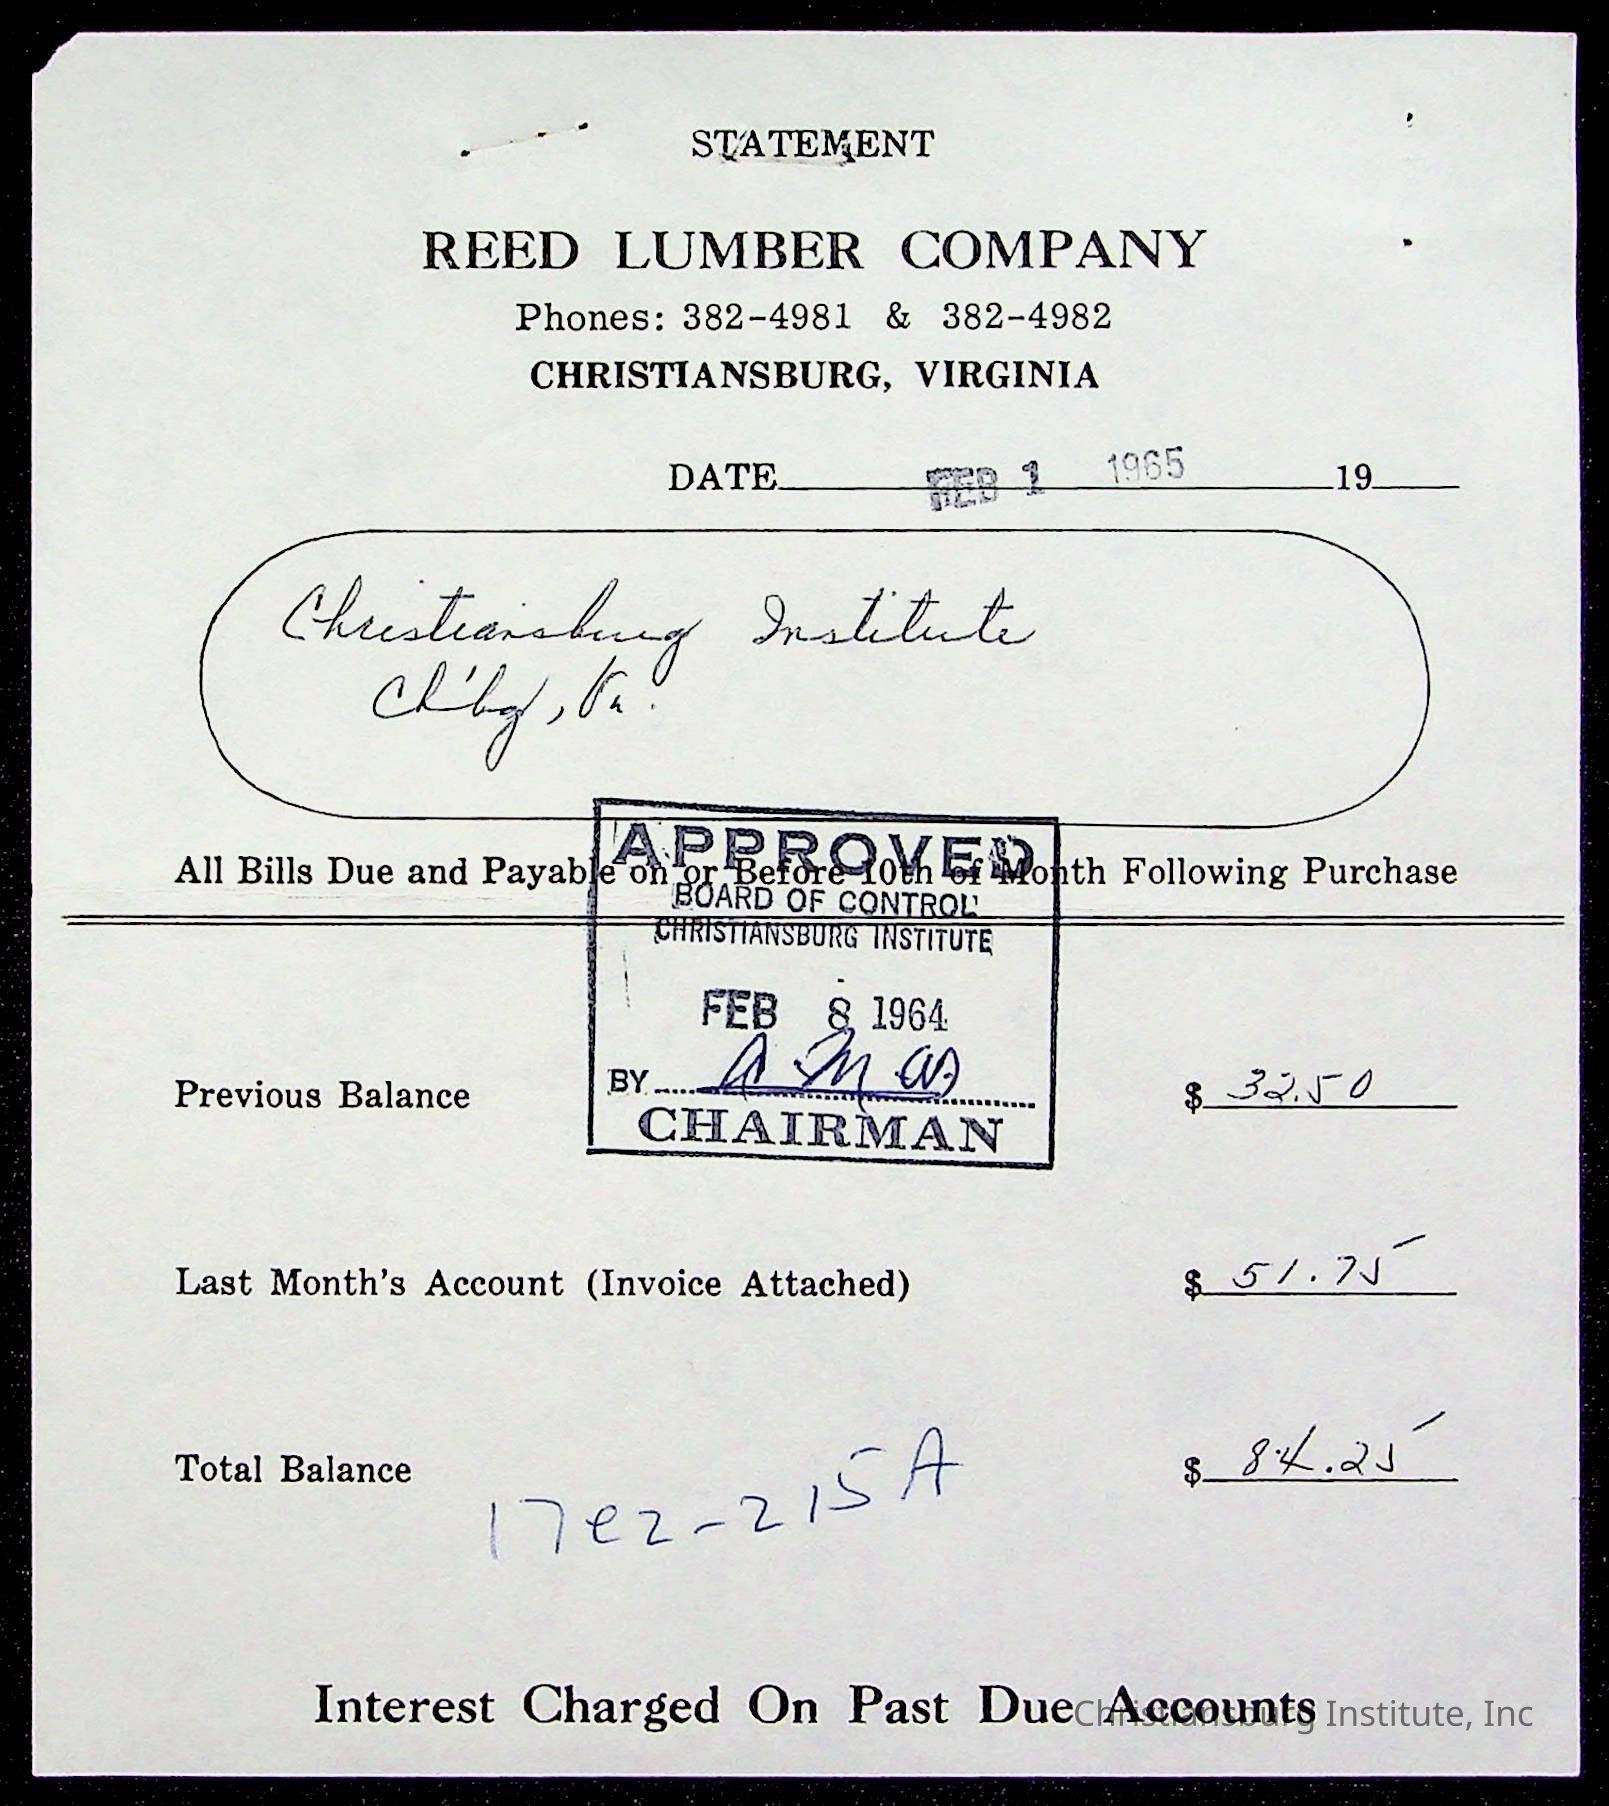 STATEMENT
REED LUMBER COMPANY
Phones: 382-4981 & 382-4982
CHRISTIANSBURG, VIRGINIA
DATE FEB 1 1965 19
Christiansburg Institute
Ch'bg, Va.
All Bills Due and Payable on or Before 10th of Month Following Purchase
APPROVED
BOARD OF CONTROL
CHRISTIANSBURG INSTITUTE
FEB 8 1964
BY
CHAIRMAN
Previous Balance $ 32.50
Last Month's Account (Invoice Attached) $ 51.75
Total Balance $ 84.25
17e2-215A
Interest Charged On Past Due Accounts
Christiansburg Institute, Inc